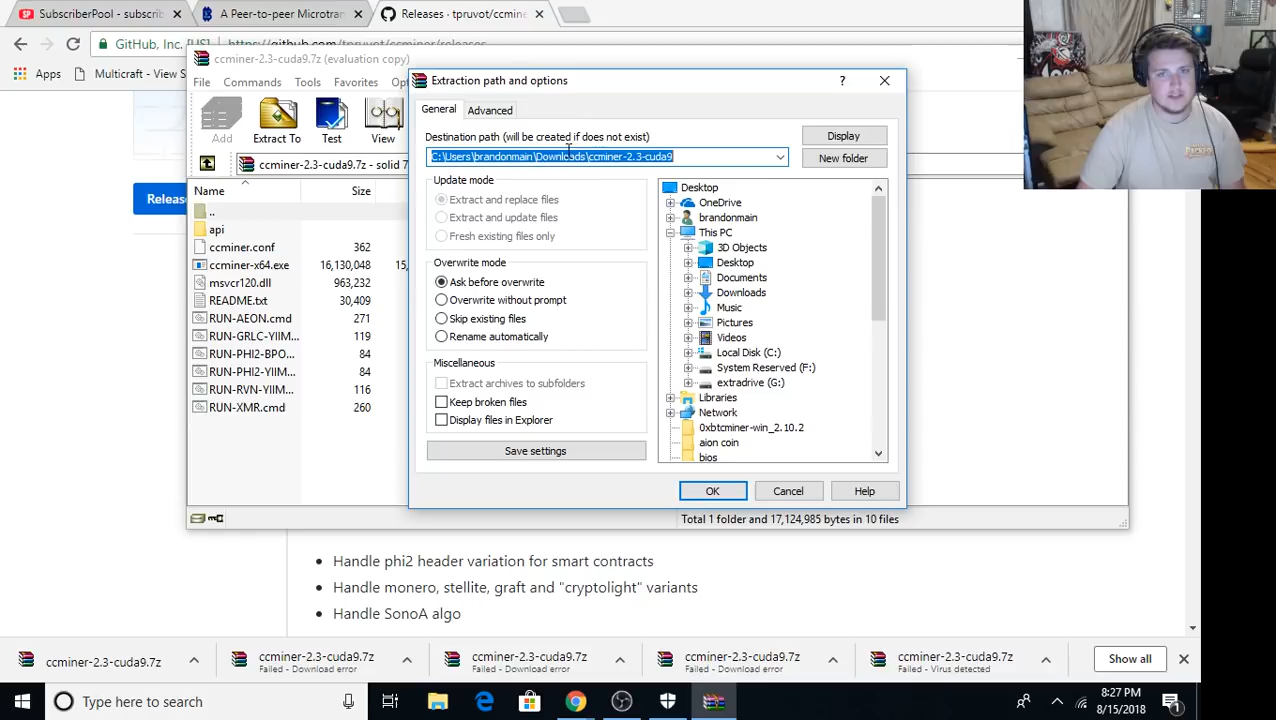 SubscriberPool - subscri
A Peer-to-peer Microtran
Releases · tpruvot/ccmine
GitHub, Inc. [US]
https://github.com/tpruvot/ccminer/releases
Apps
Multicraft - Servers
ccminer-2.3-cuda9.7z (evaluation copy)
File
Commands
Tools
Favorites
Add
Extract To
Test
View
ccminer-2.3-cuda9.7z - solid 7
Name
Size
..
api
ccminer.conf 362
ccminer-x64.exe 16,130,048 15,
msvcr120.dll 963,232
README.txt 30,409
RUN-AEON.cmd 271
RUN-GRLC-YIIM... 119
RUN-PHI2-BPO... 84
RUN-PHI2-YIIM... 84
RUN-RVN-YIIM... 116
RUN-XMR.cmd 260
Releas
Extraction path and options
?
General
Advanced
Destination path (will be created if does not exist)
C:\Users\brandonmain\Downloads\ccminer-2.3-cuda9
Display
New folder
Update mode
Extract and replace files
Extract and update files
Fresh existing files only
Overwrite mode
Ask before overwrite
Overwrite without prompt
Skip existing files
Rename automatically
Miscellaneous
Extract archives to subfolders
Keep broken files
Display files in Explorer
Save settings
Desktop
OneDrive
brandonmain
This PC
3D Objects
Desktop
Documents
Downloads
Music
Pictures
Videos
Local Disk (C:)
System Reserved (F:)
extradrive (G:)
Libraries
Network
0xbtcminer-win_2.10.2
aion coin
bios
OK
Cancel
Help
Total 1 folder and 17,124,985 bytes in 10 files
Handle phi2 header variation for smart contracts
Handle monero, stellite, graft and "cryptolight" variants
Handle SonoA algo
ccminer-2.3-cuda9.7z
ccminer-2.3-cuda9.7z
Failed - Download error
ccminer-2.3-cuda9.7z
Failed - Download error
ccminer-2.3-cuda9.7z
Failed - Download error
ccminer-2.3-cuda9.7z
Failed - Virus detected
Show all
Type here to search
8:27 PM
8/15/2018
1